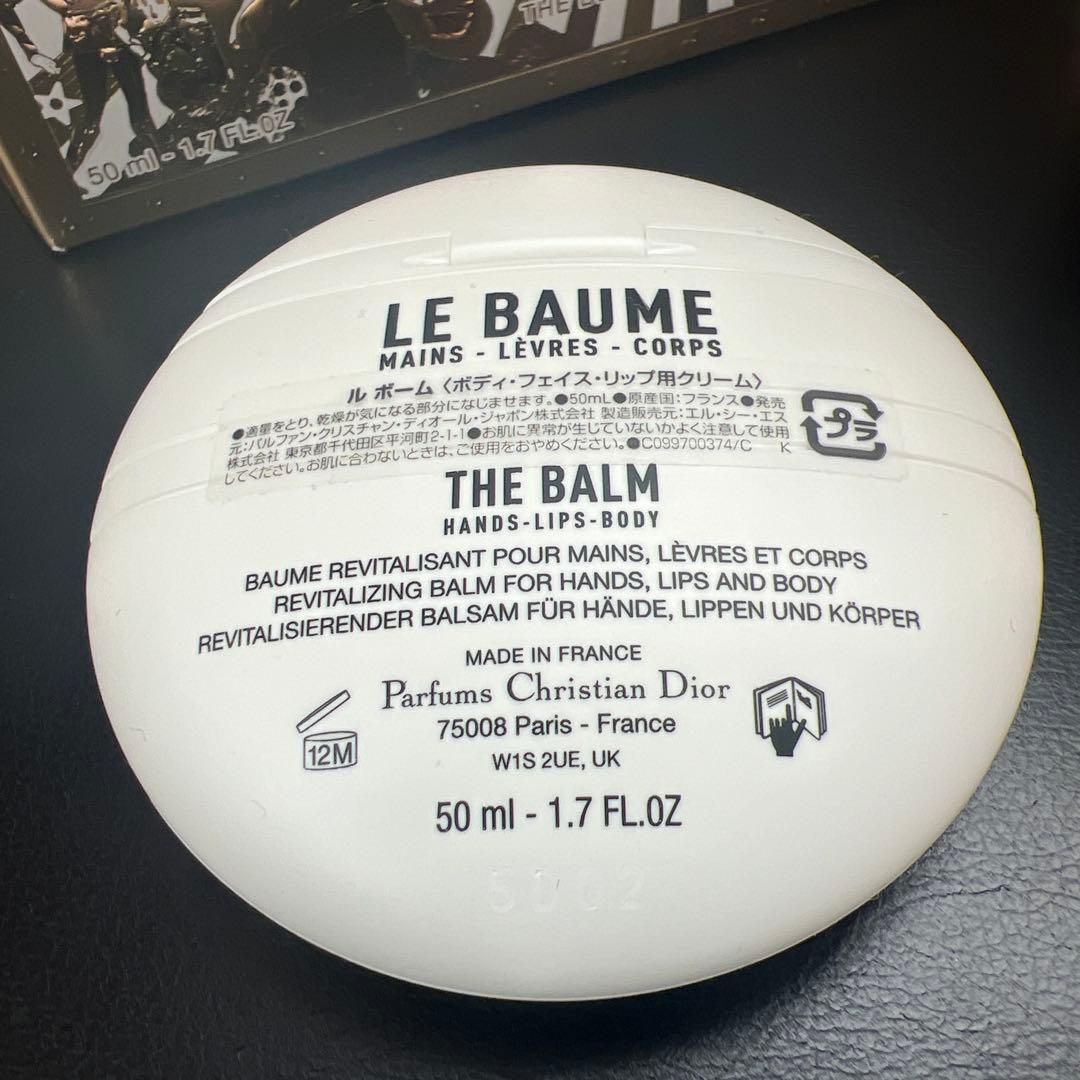 50 ml - 1.7 FL.OZ
LE BAUME
MAINS - LÈVRES - CORPS
ル ボーム〈ボディ・フェイス・リップ用クリーム〉
●適量をとり、乾燥が気になる部分になじませます。●50mL●原産国:フランス●発売
元:パルファン・クリスチャン・ディオール・ジャポン株式会社 製造販売元:エル・シー・エス
株式会社 東京都千代田区平河町2-1-1●お肌に異常が生じていないかよく注意して使用
してください。お肌に合わないときは、ご使用をおやめください。●C099700374/C K
プラ
THE BALM
HANDS-LIPS-BODY
BAUME REVITALISANT POUR MAINS, LÈVRES ET CORPS
REVITALIZING BALM FOR HANDS, LIPS AND BODY
REVITALISIERENDER BALSAM FÜR HÄNDE, LIPPEN UND KÖRPER
MADE IN FRANCE
Parfums Christian Dior
75008 Paris - France
12M
W1S 2UE, UK
50 ml - 1.7 FL.OZ